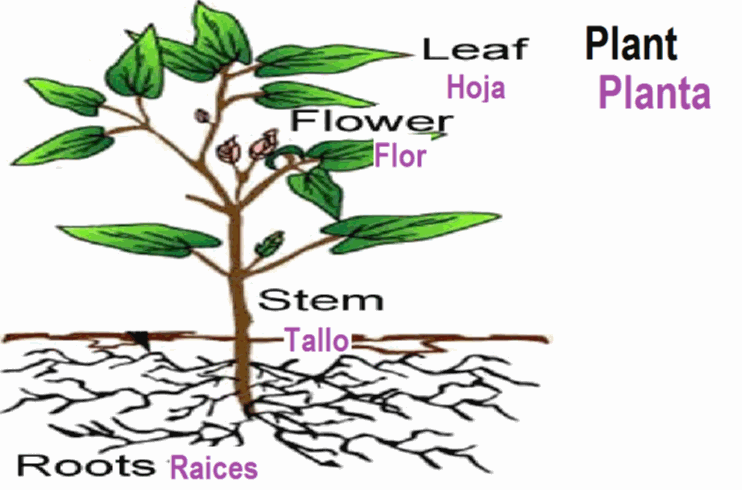 Leaf
Hoja
Plant
Planta
Flower
Flor
Stem
Tallo
Roots Raices